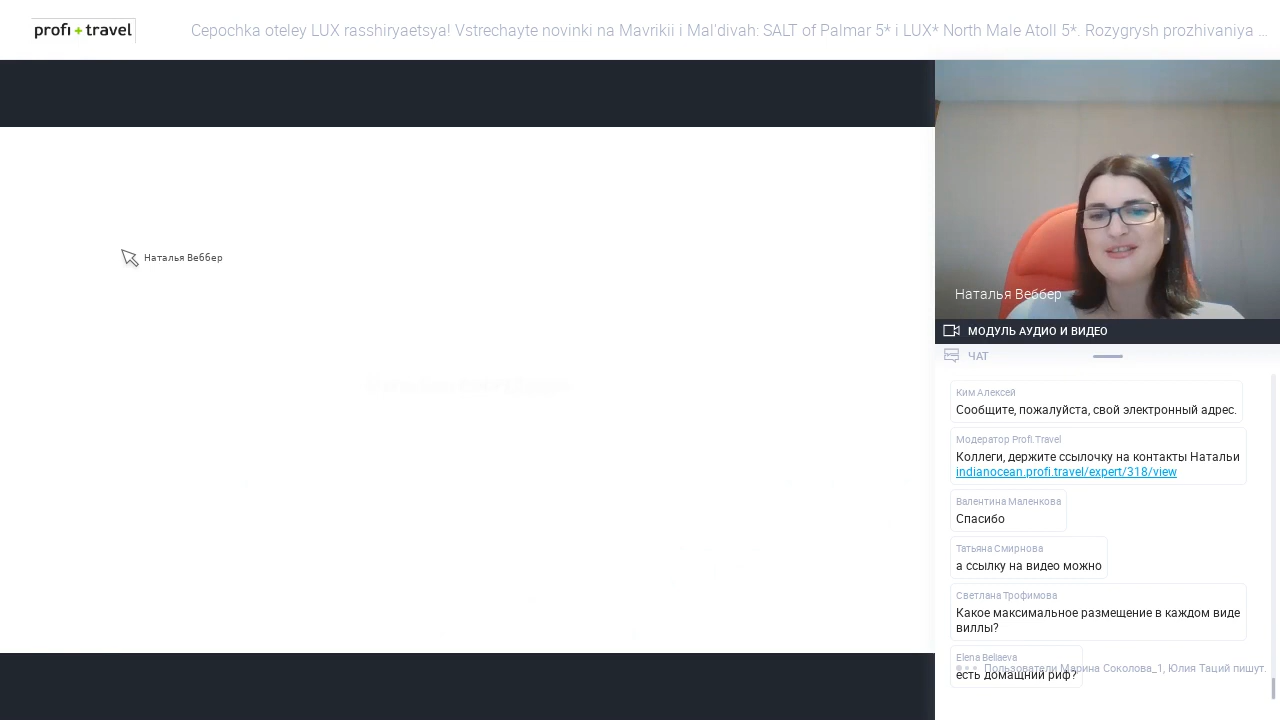 profi travel
Cepochka oteley LUX rasshiryaetsya! Vstrechayte novinki na Mavrikii i Mal'divah: SALT of Palmar 5* i LUX* North Male Atoll 5*. Rozygrysh prozhivaniya ...
Наталья Веббер
Наталья Веббер
МОДУЛЬ АУДИО И ВИДЕО
ЧАТ
Ким Алексей
Сообщите, пожалуйста, свой электронный адрес.
Модератор Profi.Travel
Коллеги, держите ссылочку на контакты Натальи
indianocean.profi.travel/expert/318/view
Валентина Маленкова
Спасибо
Татьяна Смирнова
а ссылку на видео можно
Светлана Трофимова
Какое максимальное размещение в каждом виде
виллы?
Elena Beliaeva
Пользователи Марина Соколова_1, Юлия Таций пишут.
есть домащний риф?